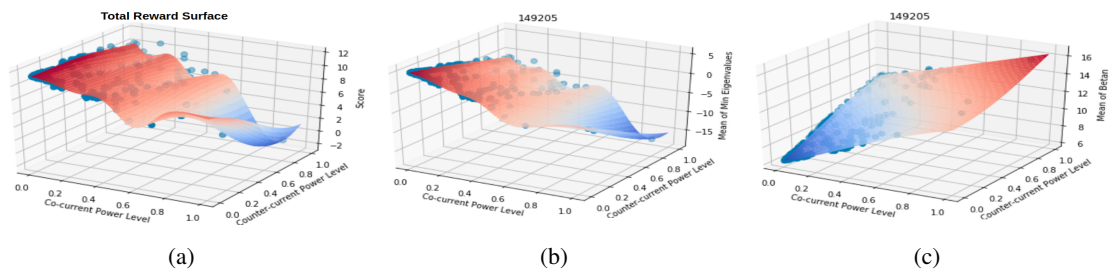 Total Reward Surface
12
10
8
6
4
2
0
−2
Score
0.0 0.2 0.4 0.6 0.8 1.0
Co-current Power Level
0.0 0.2 0.4 0.6 0.8 1.0
Counter-current Power Level
(a)
149205
5
0
−5
−10
−15
Mean of Min Eigenvalues
0.0 0.2 0.4 0.6 0.8 1.0
Co-current Power Level
0.0 0.2 0.4 0.6 0.8 1.0
Counter-current Power Level
(b)
149205
16
14
12
10
8
6
Mean of Betan
0.0 0.2 0.4 0.6 0.8 1.0
Co-current Power Level
0.0 0.2 0.4 0.6 0.8 1.0
Counter-current Power Level
(c)